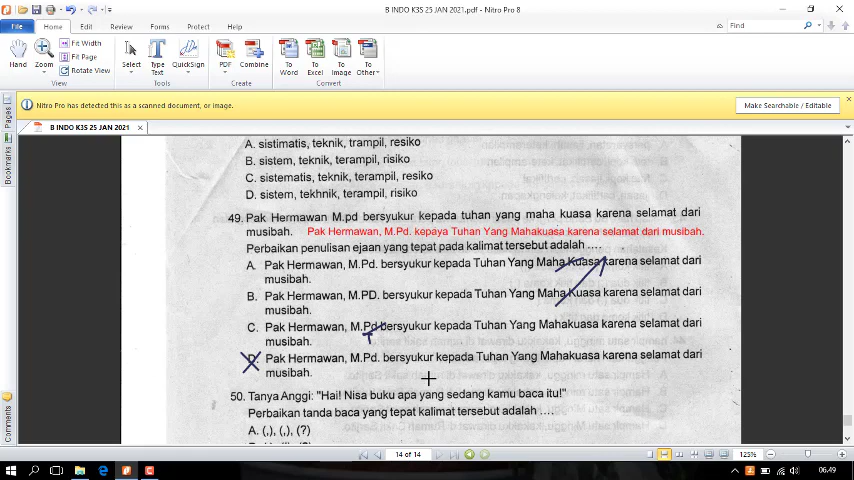 B INDO K3S 25 JAN 2021.pdf - Nitro Pro 8
File Home Edit Review Forms Protect Help Find
Fit Width
Fit Page
Rotate View
Hand Zoom Select Type Text QuickSign PDF Combine To Word To Excel To Image To Other
View Tools Create Convert
Nitro Pro has detected this as a scanned document, or image. Make Searchable / Editable
B INDO K3S 25 JAN 2021
Pages
Bookmarks
A. sistimatis, teknik, trampil, resiko
B. sistem, teknik, terampil, risiko
C. sistematis, teknik, terampil, resiko
D. sistem, tekhnik, terampil, risiko
49. Pak Hermawan M.pd bersyukur kepada tuhan yang maha kuasa karena selamat dari
musibah. Pak Hermawan, M.Pd. kepaya Tuhan Yang Mahakuasa karena selamat dari musibah.
Perbaikan penulisan ejaan yang tepat pada kalimat tersebut adalah ....
A. Pak Hermawan, M.Pd. bersyukur kepada Tuhan Yang Maha Kuasa karena selamat dari
musibah.
B. Pak Hermawan, M.PD. bersyukur kepada Tuhan Yang Maha Kuasa karena selamat dari
musibah.
C. Pak Hermawan, M.Pd bersyukur kepada Tuhan Yang Mahakuasa karena selamat dari
musibah.
D. Pak Hermawan, M.Pd. bersyukur kepada Tuhan Yang Mahakuasa karena selamat dari
musibah.
50. Tanya Anggi: "Hai! Nisa buku apa yang sedang kamu baca itu!"
Perbaikan tanda baca yang tepat kalimat tersebut adalah ....
A. (,), (,), (?)
14 of 14 125%
06.49